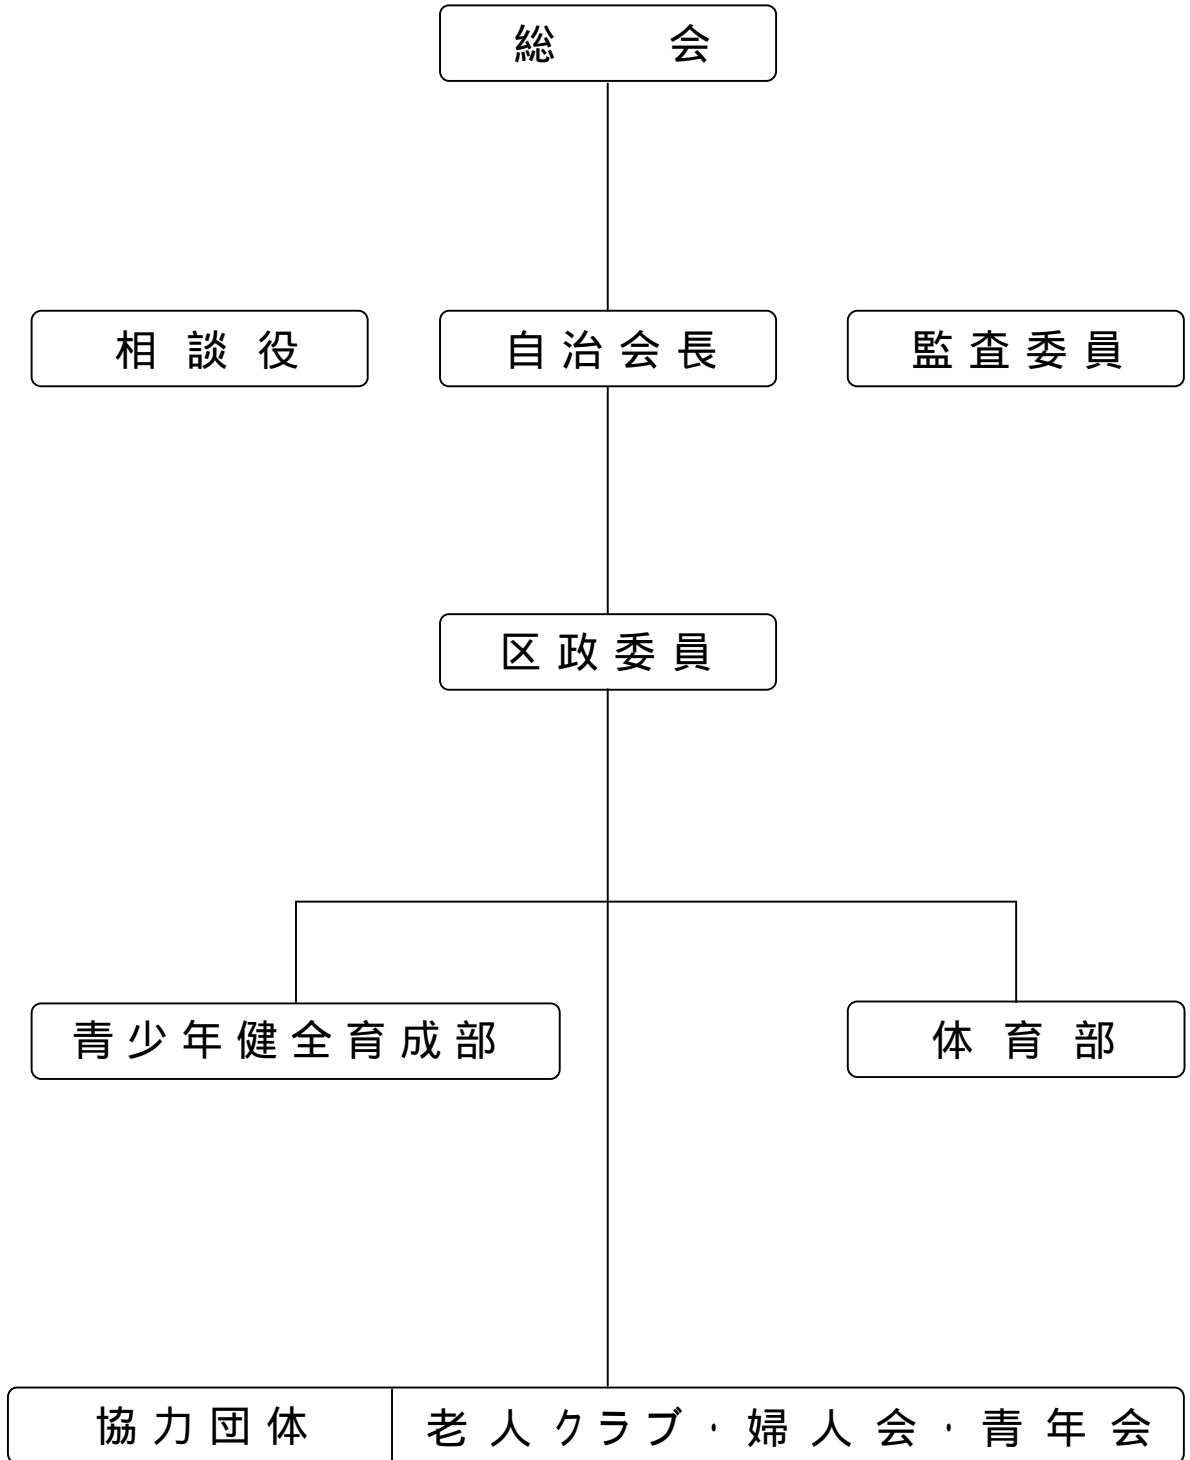 総会
相談役 自治会長 監査委員
区政委員
青少年健全育成部 体育部
協力団体 老人クラブ・婦人会・青年会